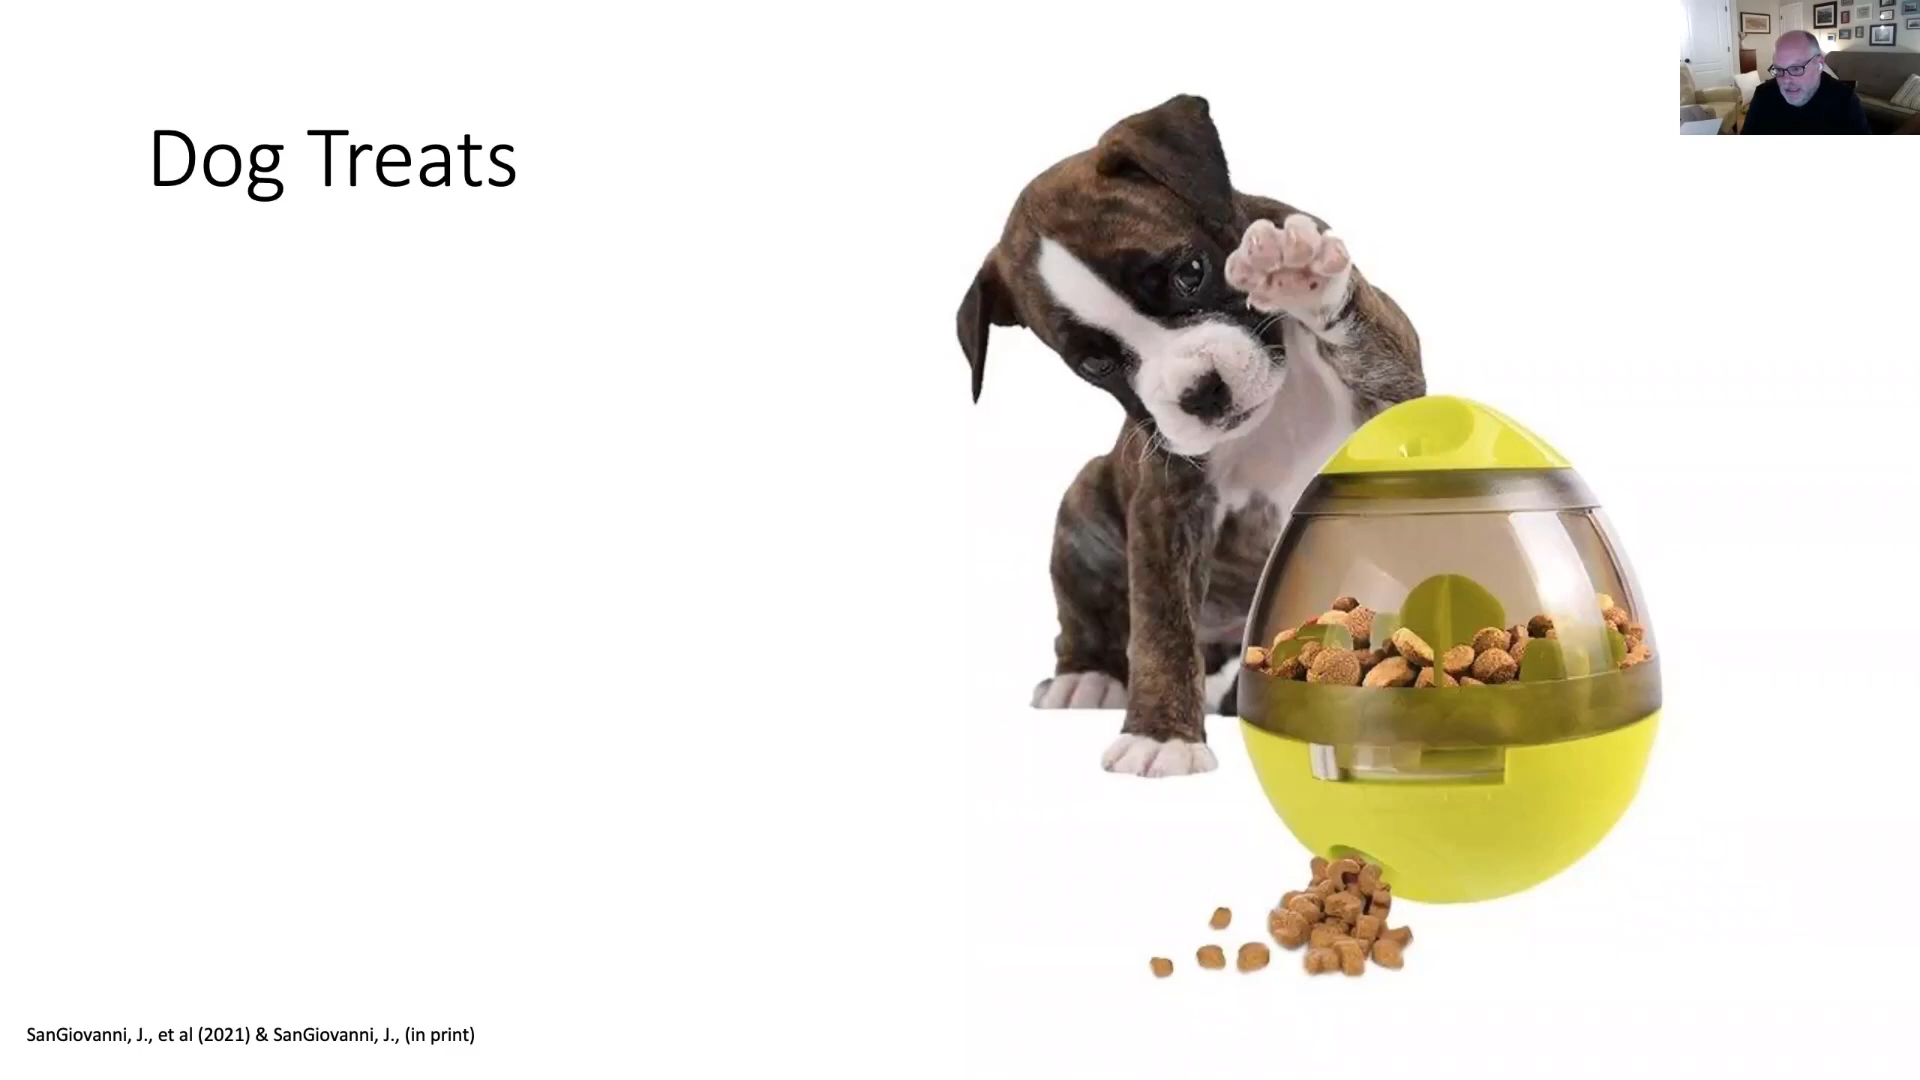 Dog Treats
SanGiovanni, J., et al (2021) & SanGiovanni, J., (in print)